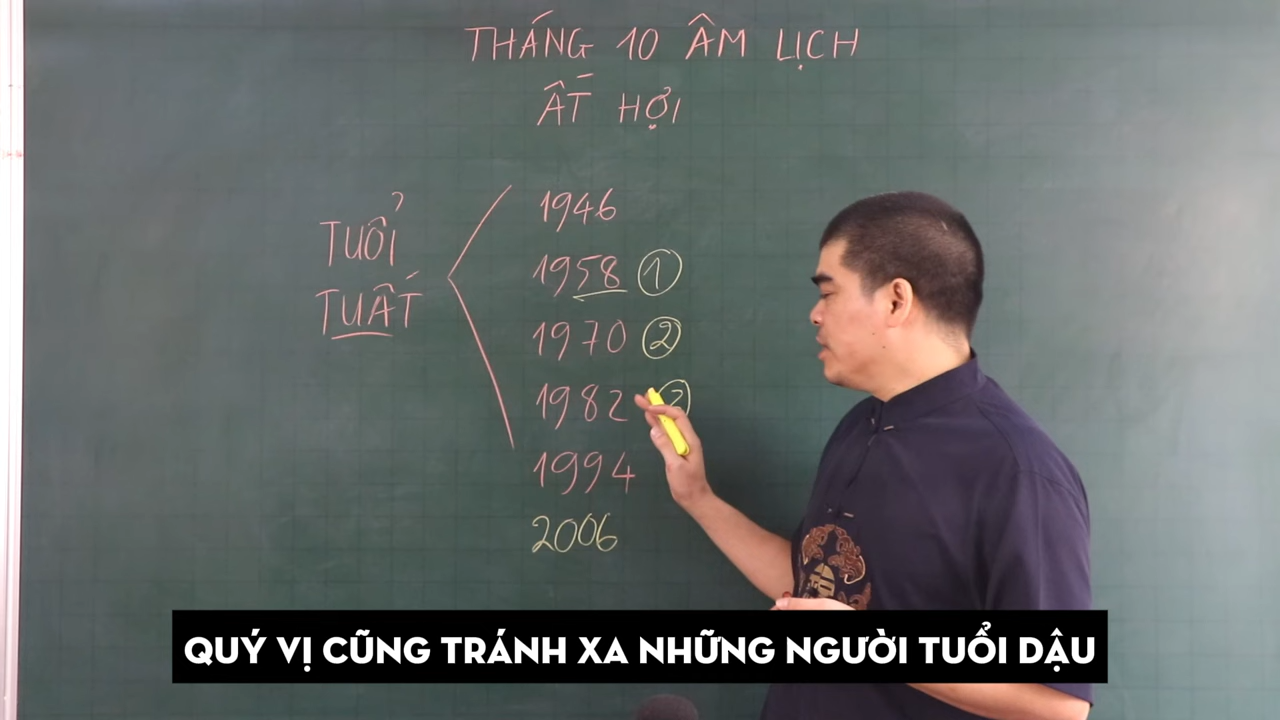 THÁNG 10 ÂM LỊCH
ẤT HỢI
TUỔI
TUẤT
1946
1958 ①
1970 ②
1982
1994
2006
QUÝ VỊ CŨNG TRÁNH XA NHỮNG NGƯỜI TUỔI DẬU